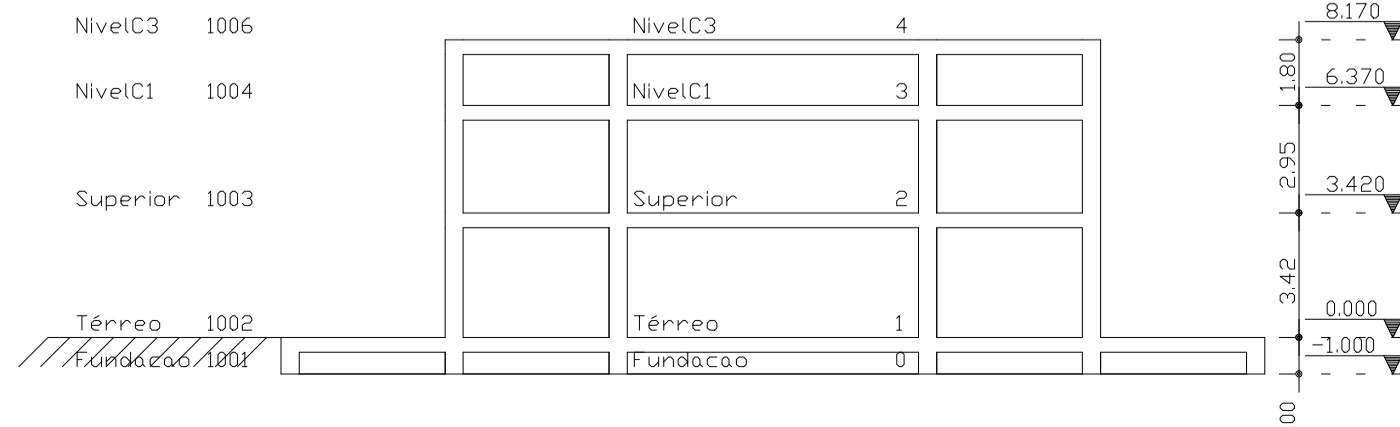 NivelC3 1006 NivelC3 4 8.170
1.80
NivelC1 1004 NivelC1 3 6.370
2.95
Superior 1003 Superior 2 3.420
3.42
Térreo 1002 Térreo 1 0.000
Fundacao 1001 Fundacao 0 -1.000
00